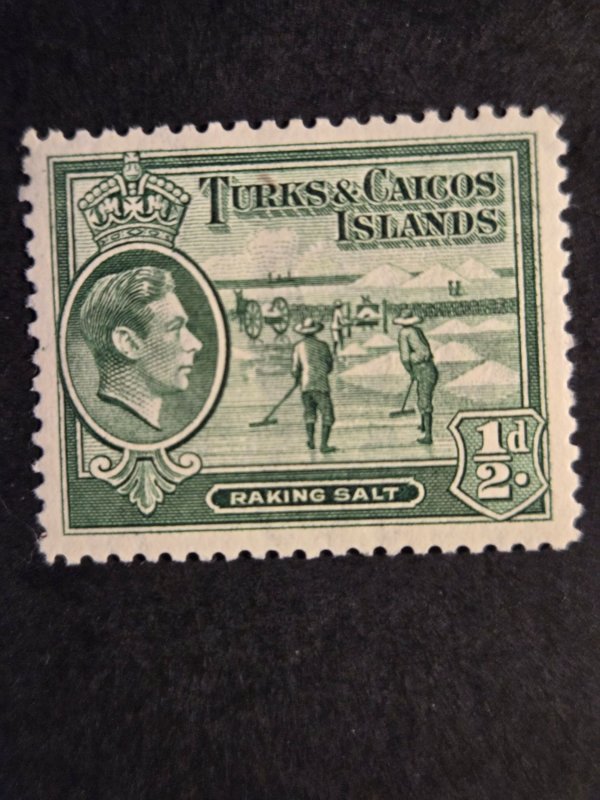 TURKS & CAICOS
ISLANDS
RAKING SALT
1/2d.